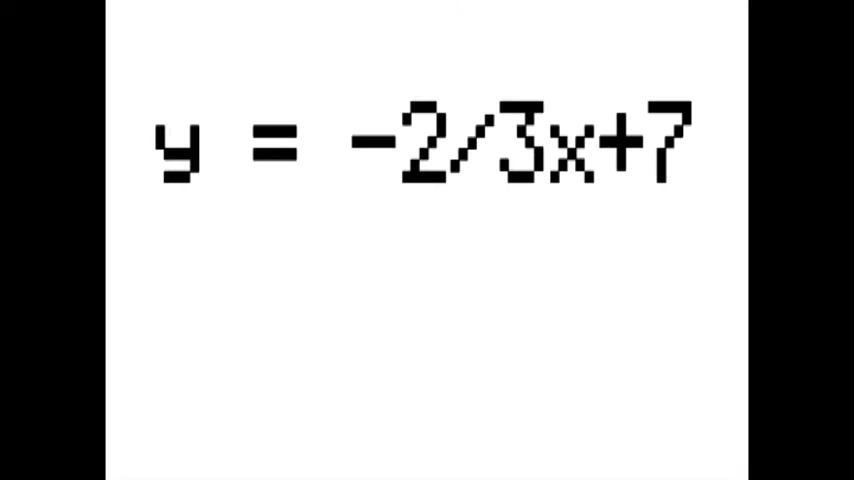 y = -2/3x+7